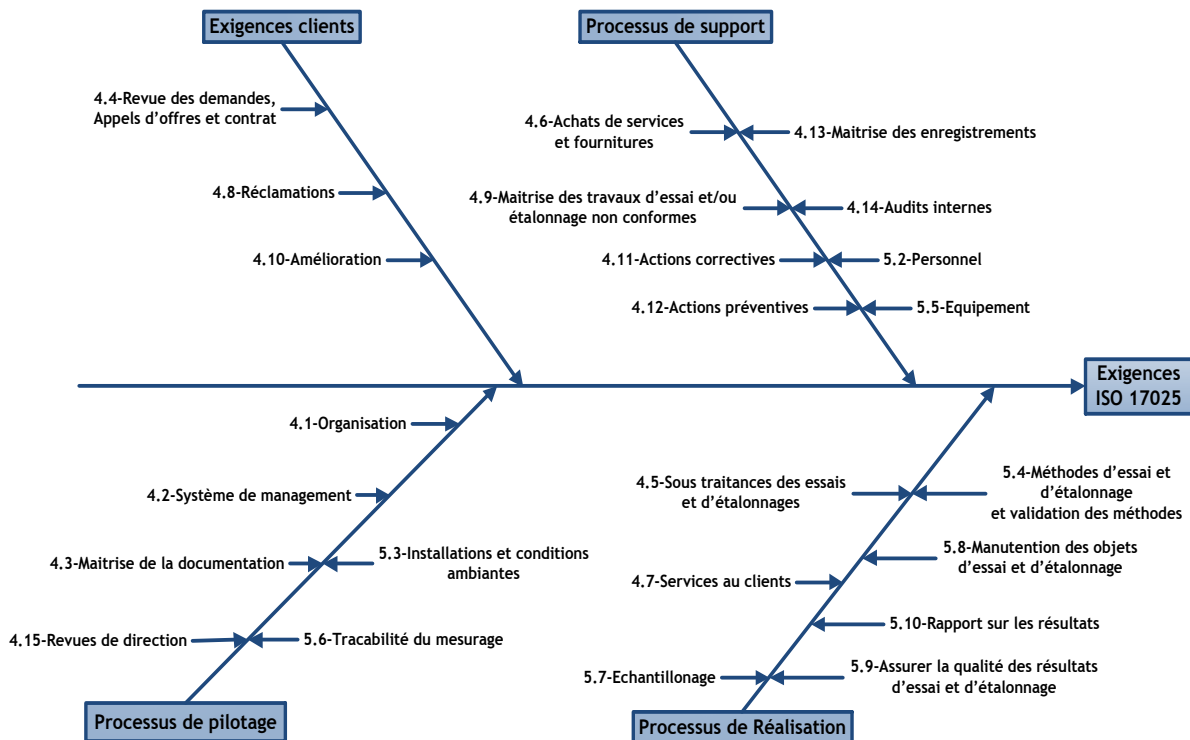 Exigences clients
Processus de support
4.4-Revue des demandes,
Appels d'offres et contrat
4.8-Réclamations
4.10-Amélioration
4.6-Achats de services
et fournitures
4.13-Maitrise des enregistrements
4.9-Maitrise des travaux d'essai et/ou
étalonnage non conformes
4.14-Audits internes
4.11-Actions correctives
5.2-Personnel
4.12-Actions préventives
5.5-Equipement
Exigences
ISO 17025
4.1-Organisation
4.2-Système de management
4.3-Maitrise de la documentation
5.3-Installations et conditions
ambiantes
4.15-Revues de direction
5.6-Tracabilité du mesurage
Processus de pilotage
4.5-Sous traitances des essais
et d'étalonnages
5.4-Méthodes d'essai et
d'étalonnage
et validation des méthodes
5.8-Manutention des objets
d'essai et d'étalonnage
4.7-Services au clients
5.10-Rapport sur les résultats
5.7-Echantillonage
5.9-Assurer la qualité des résultats
d'essai et d'étalonnage
Processus de Réalisation